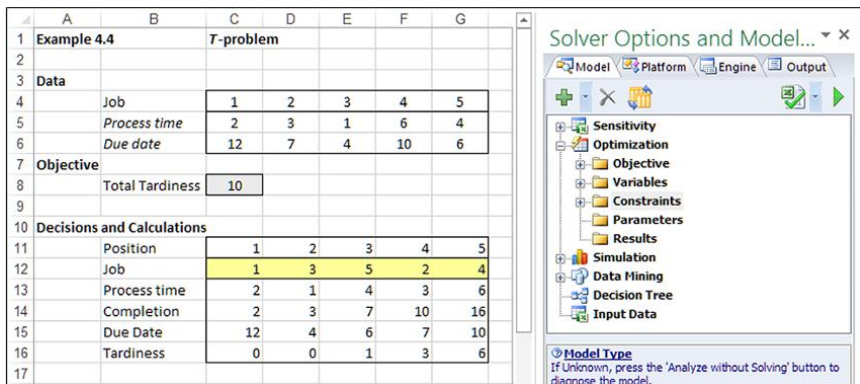 A B C D E F G
1 Example 4.4 T-problem
2
3 Data
4 Job 1 2 3 4 5
5 Process time 2 3 1 6 4
6 Due date 12 7 4 10 6
7 Objective
8 Total Tardiness 10
9
10 Decisions and Calculations
11 Position 1 2 3 4 5
12 Job 1 3 5 2 4
13 Process time 2 1 4 3 6
14 Completion 2 3 7 10 16
15 Due Date 12 4 6 7 10
16 Tardiness 0 0 1 3 6
17
Solver Options and Model...
Model Platform Engine Output
Sensitivity
Optimization
Objective
Variables
Constraints
Parameters
Results
Simulation
Data Mining
Decision Tree
Input Data
Model Type
If Unknown, press the 'Analyze without Solving' button to
diagnose the model.